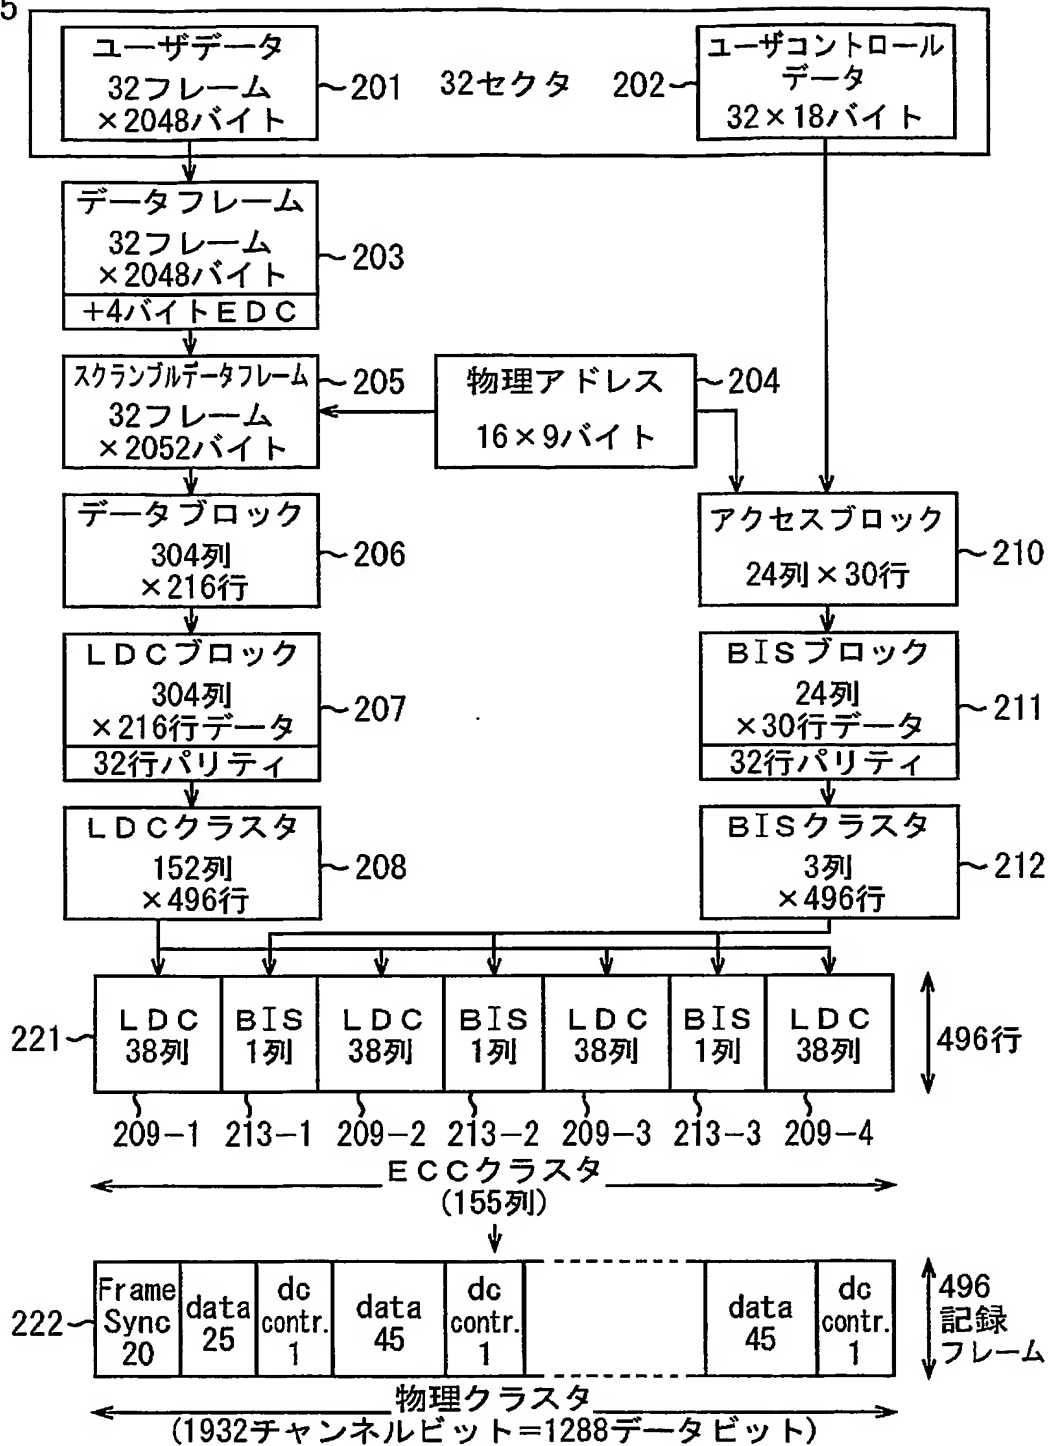 5
ユーザデータ
32フレーム
×2048バイト
201
32セクタ
202
ユーザコントロール
データ
32×18バイト
データフレーム
32フレーム
×2048バイト
+4バイトEDC
203
スクランブルデータフレーム
32フレーム
×2052バイト
205
物理アドレス
16×9バイト
204
データブロック
304列
×216行
206
アクセスブロック
24列×30行
210
LDCブロック
304列
×216行データ
32行パリティ
207
BISブロック
24列
×30行データ
32行パリティ
211
LDCクラスタ
152列
×496行
208
BISクラスタ
3列
×496行
212
221
LDC
38列
BIS
1列
LDC
38列
BIS
1列
LDC
38列
BIS
1列
LDC
38列
496行
209-1
213-1
209-2
213-2
209-3
213-3
209-4
ECCクラスタ
(155列)
222
Frame
Sync
20
data
25
dc
contr.
1
data
45
dc
contr.
1
data
45
dc
contr.
1
496
記録
フレーム
物理クラスタ
(1932チャンネルビット=1288データビット)